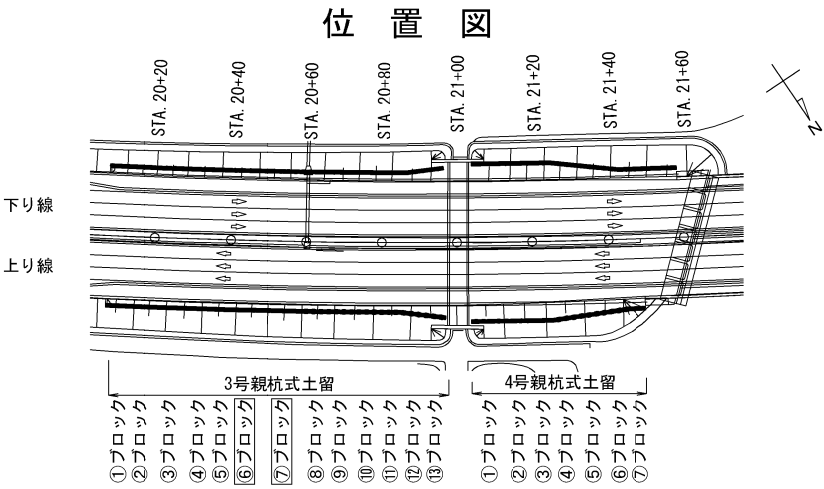 位置図
STA. 20+20
STA. 20+40
STA. 20+60
STA. 20+80
STA. 21+00
STA. 21+20
STA. 21+40
STA. 21+60
N
下り線
上り線
3号親杭式土留
4号親杭式土留
①ブロック
②ブロック
③ブロック
④ブロック
⑤ブロック
⑥ブロック
⑦ブロック
⑧ブロック
⑨ブロック
⑩ブロック
⑪ブロック
⑫ブロック
⑬ブロック
①ブロック
②ブロック
③ブロック
④ブロック
⑤ブロック
⑥ブロック
⑦ブロック